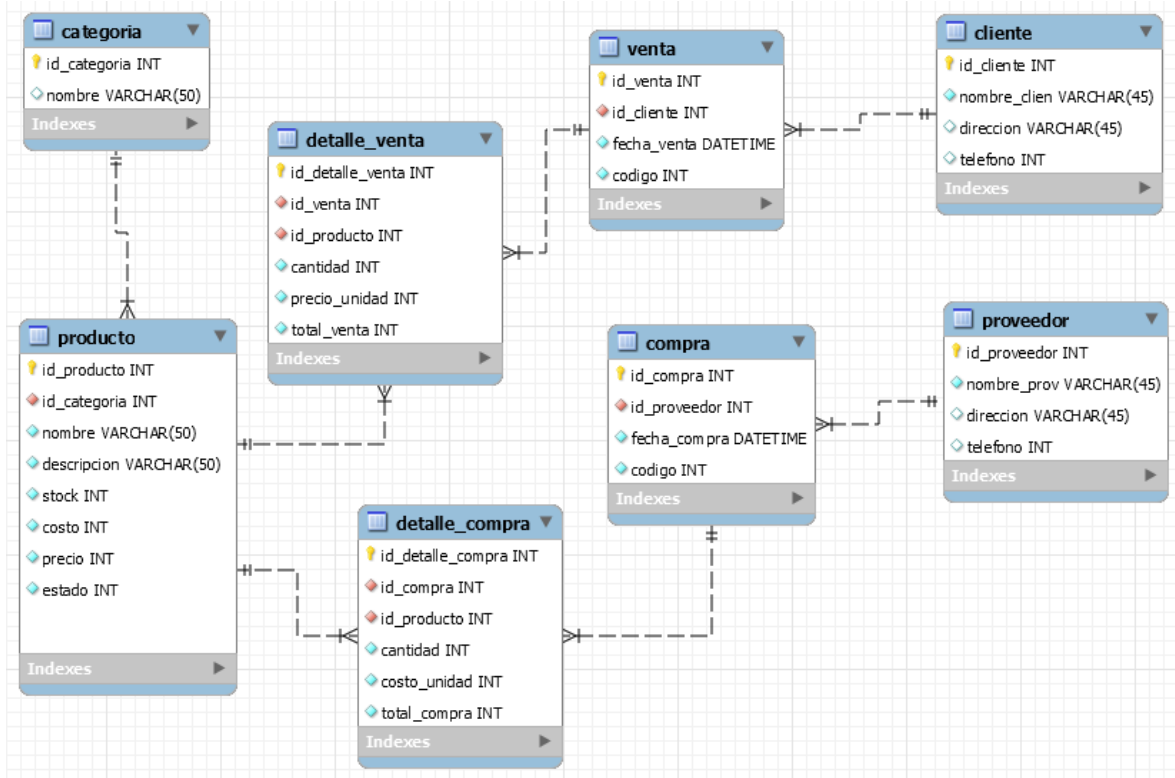 categoria
id_categoria INT
nombre VARCHAR(50)
Indexes
detalle_venta
id_detalle_venta INT
id_venta INT
id_producto INT
cantidad INT
precio_unidad INT
total_venta INT
Indexes
venta
id_venta INT
id_cliente INT
fecha_venta DATETIME
codigo INT
Indexes
cliente
id_cliente INT
nombre_clien VARCHAR(45)
direccion VARCHAR(45)
telefono INT
Indexes
producto
id_producto INT
id_categoria INT
nombre VARCHAR(50)
descripcion VARCHAR(50)
stock INT
costo INT
precio INT
estado INT
Indexes
detalle_compra
id_detalle_compra INT
id_compra INT
id_producto INT
cantidad INT
costo_unidad INT
total_compra INT
Indexes
compra
id_compra INT
id_proveedor INT
fecha_compra DATETIME
codigo INT
Indexes
proveedor
id_proveedor INT
nombre_prov VARCHAR(45)
direccion VARCHAR(45)
telefono INT
Indexes